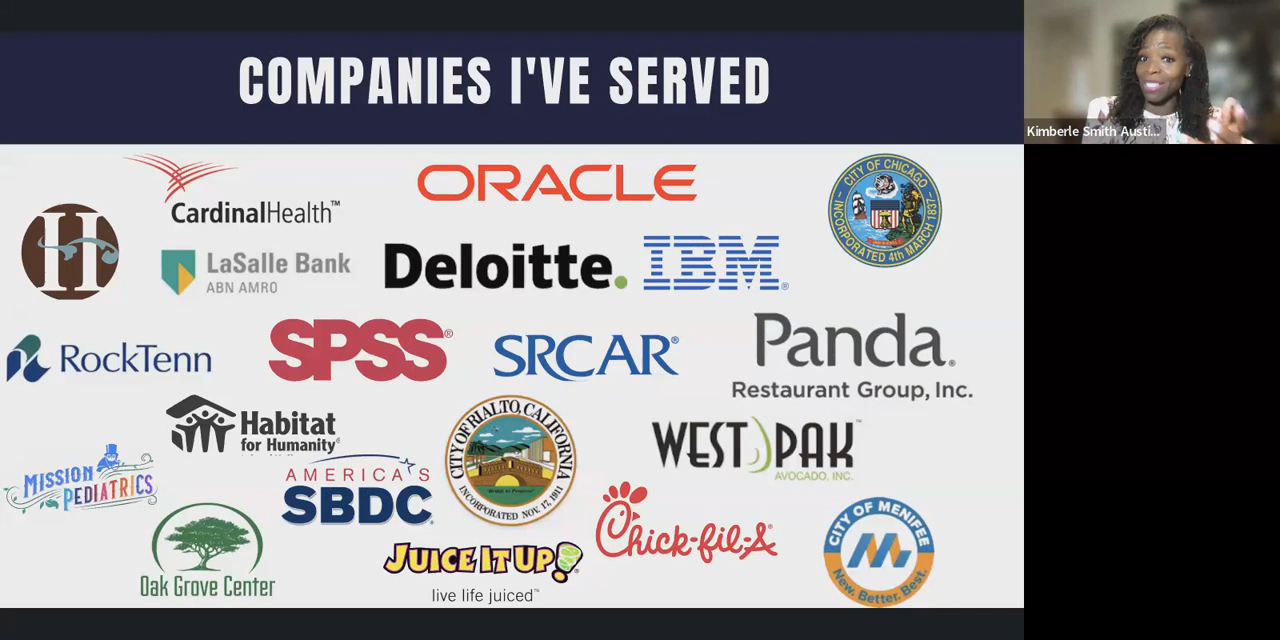 COMPANIES I'VE SERVED
Kimberle Smith Austi...
CardinalHealth™
ORACLE
CITY OF CHICAGO
INCORPORATED 4th MARCH 1837
H
LaSalle Bank
ABN AMRO
Deloitte.
IBM®
RockTenn
SPSS®
SRCAR®
Panda®
Restaurant Group, Inc.
Habitat
for Humanity®
CITY OF RIALTO, CALIFORNIA
INCORPORATED NOV. 17, 1911
WEST PAK™
AVOCADO, INC.
MISSION
PEDIATRICS
AMERICA'S
SBDC
Chick-fil-A®
CITY OF MENIFEE
New. Better. Best.
Oak Grove Center
JUICE IT UP!®
live life juiced™